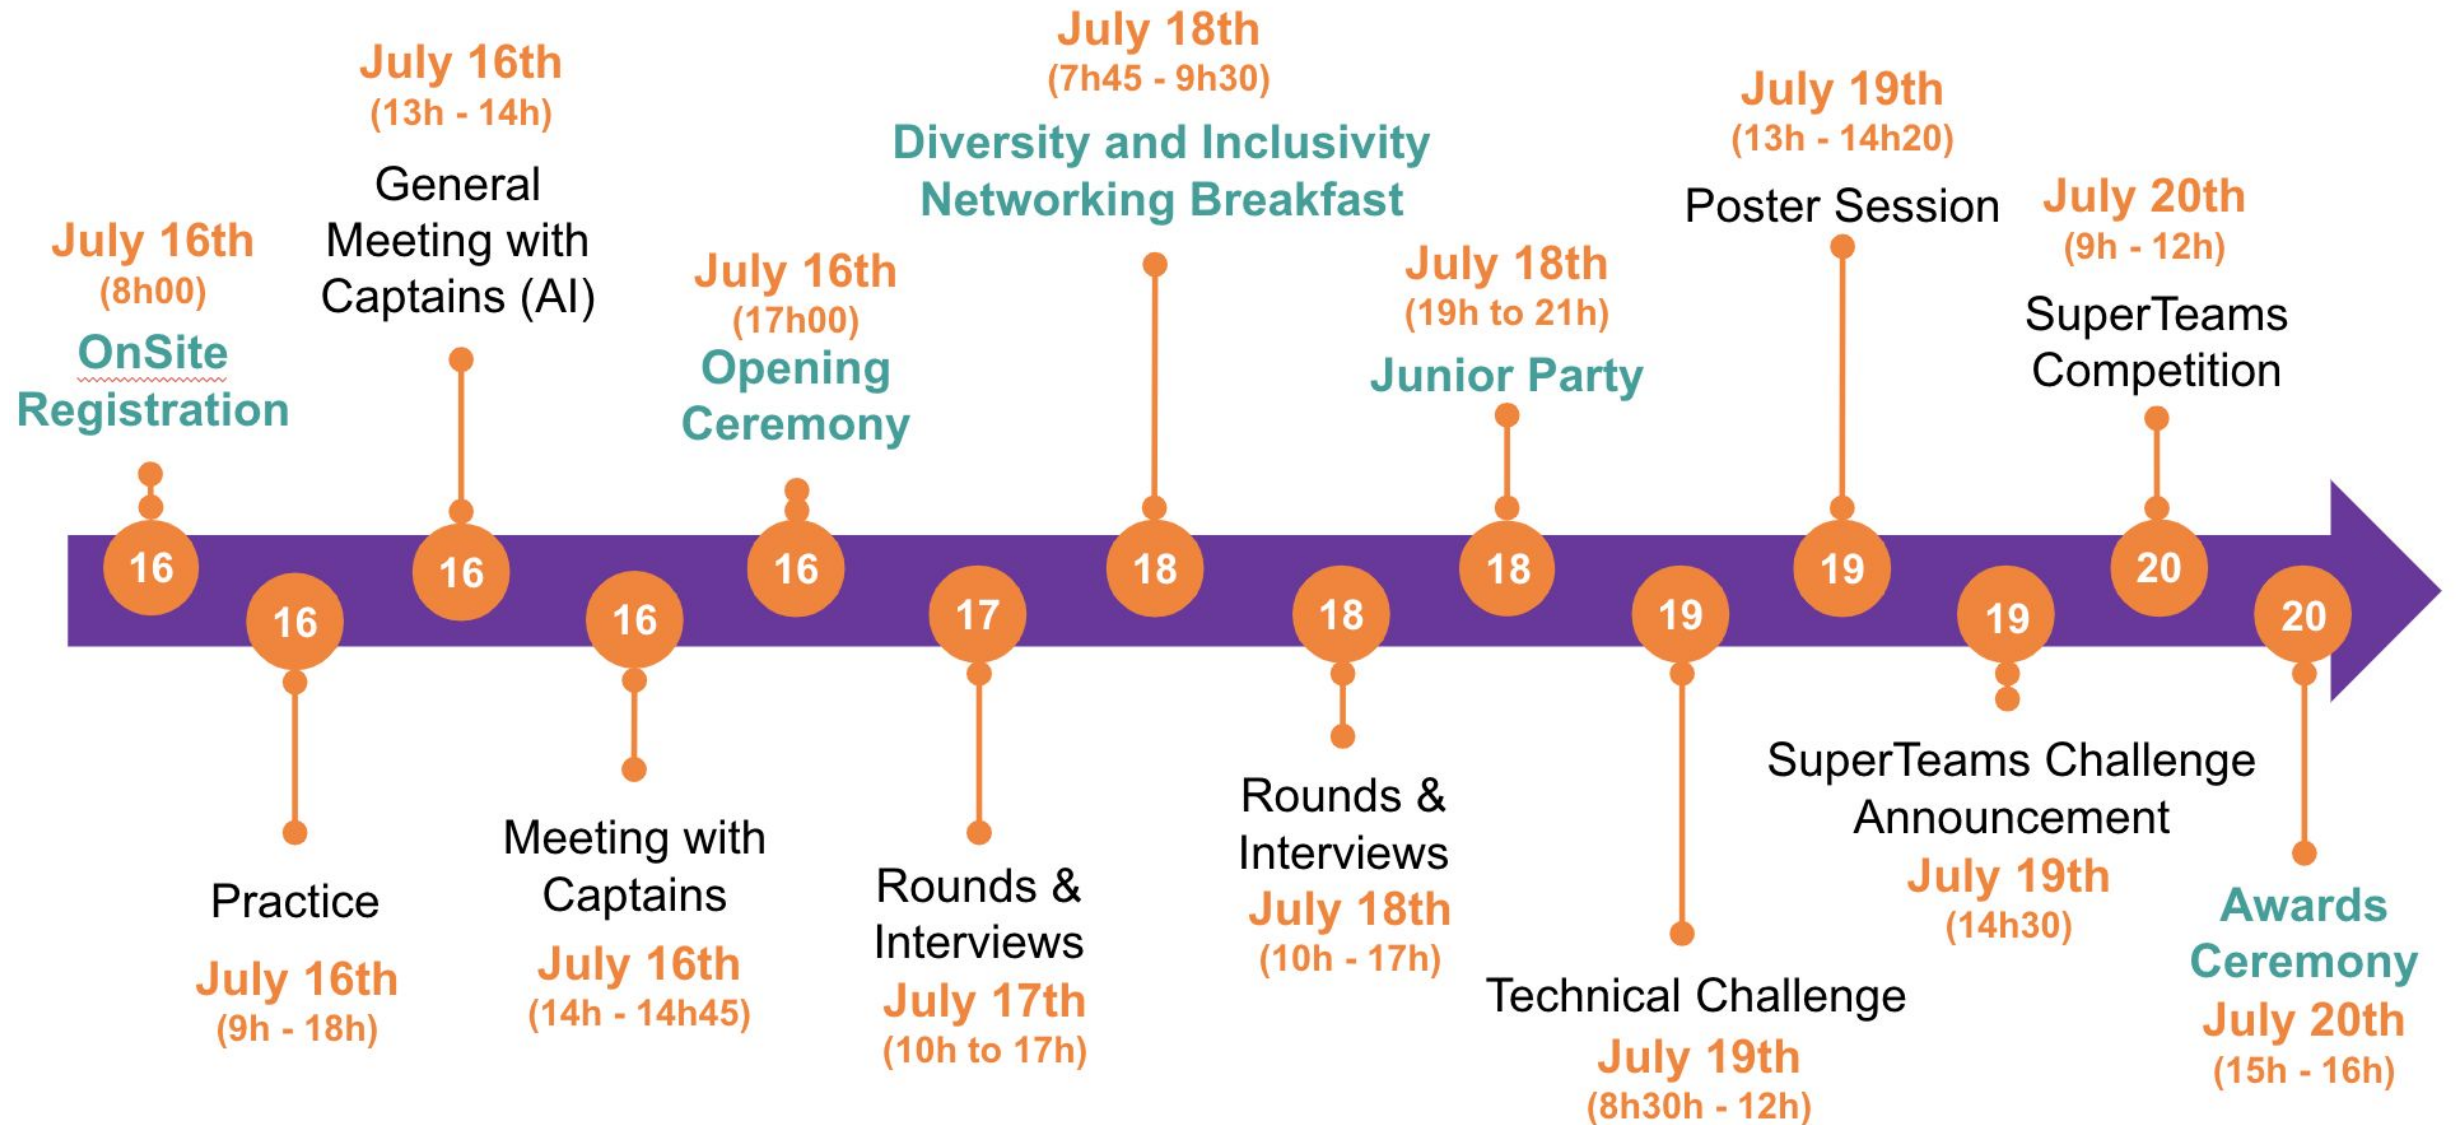 July 16th
(8h00)
OnSite
Registration
July 16th
(13h - 14h)
General
Meeting with
Captains (AI)
July 16th
(17h00)
Opening
Ceremony
July 18th
(7h45 - 9h30)
Diversity and Inclusivity
Networking Breakfast
July 18th
(19h to 21h)
Junior Party
July 19th
(13h - 14h20)
Poster Session
July 20th
(9h - 12h)
SuperTeams
Competition
16
16
16
16
16
17
18
18
18
19
19
19
20
20
Practice
July 16th
(9h - 18h)
Meeting with
Captains
July 16th
(14h - 14h45)
Rounds &
Interviews
July 17th
(10h to 17h)
Rounds &
Interviews
July 18th
(10h - 17h)
Technical Challenge
July 19th
(8h30h - 12h)
SuperTeams Challenge
Announcement
July 19th
(14h30)
Awards
Ceremony
July 20th
(15h - 16h)